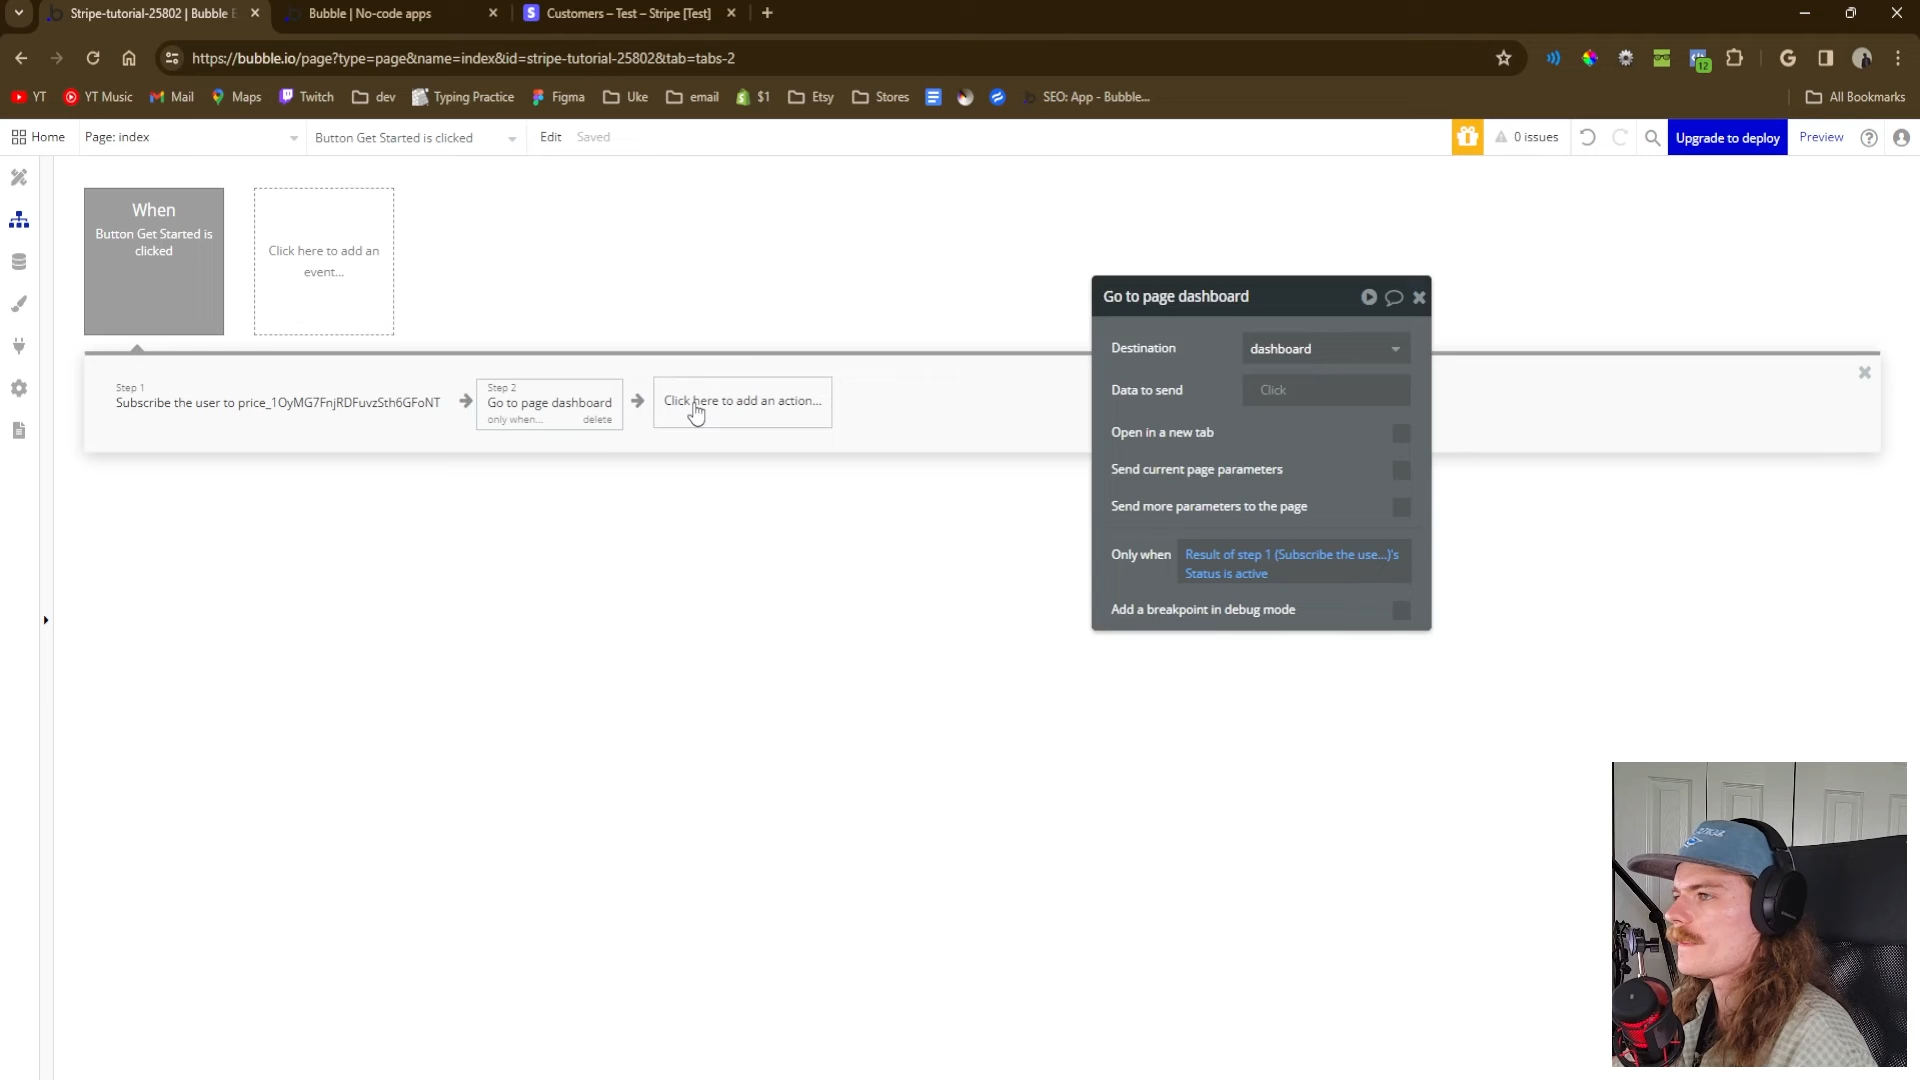 Stripe-tutorial-25802 | Bubble E
Bubble | No-code apps
Customers – Test – Stripe [Test]
https://bubble.io/page?type=page&name=index&id=stripe-tutorial-25802&tab=tabs-2
12
YT
YT Music
Mail
Maps
Twitch
dev
Typing Practice
Figma
Uke
email
$1
Etsy
Stores
SEO: App - Bubble...
All Bookmarks
Home
Page: index
Button Get Started is clicked
Edit
Saved
0 issues
Upgrade to deploy
Preview
When
Button Get Started is
clicked
Click here to add an
event...
Step 1
Subscribe the user to price_1OyMG7FnjRDFuvzSth6GFoNT
Step 2
Go to page dashboard
only when...
delete
Click here to add an action...
Go to page dashboard
Destination
dashboard
Data to send
Click
Open in a new tab
Send current page parameters
Send more parameters to the page
Only when
Result of step 1 (Subscribe the use...)'s
Status is active
Add a breakpoint in debug mode